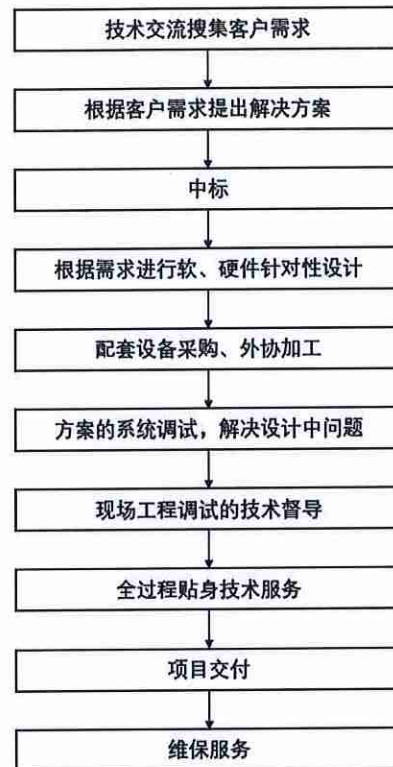 技术交流搜集客户需求
根据客户需求提出解决方案
中标
根据需求进行软、硬件针对性设计
配套设备采购、外协加工
方案的系统调试，解决设计中问题
现场工程调试的技术督导
全过程贴身技术服务
项目交付
维保服务